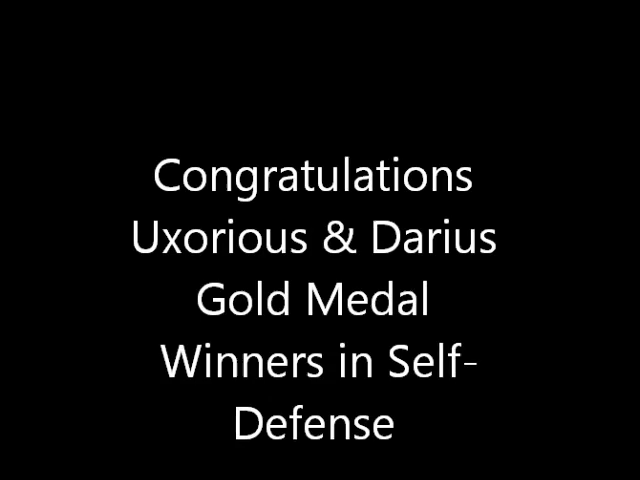 Congratulations
Uxorious & Darius
Gold Medal
Winners in Self-
Defense